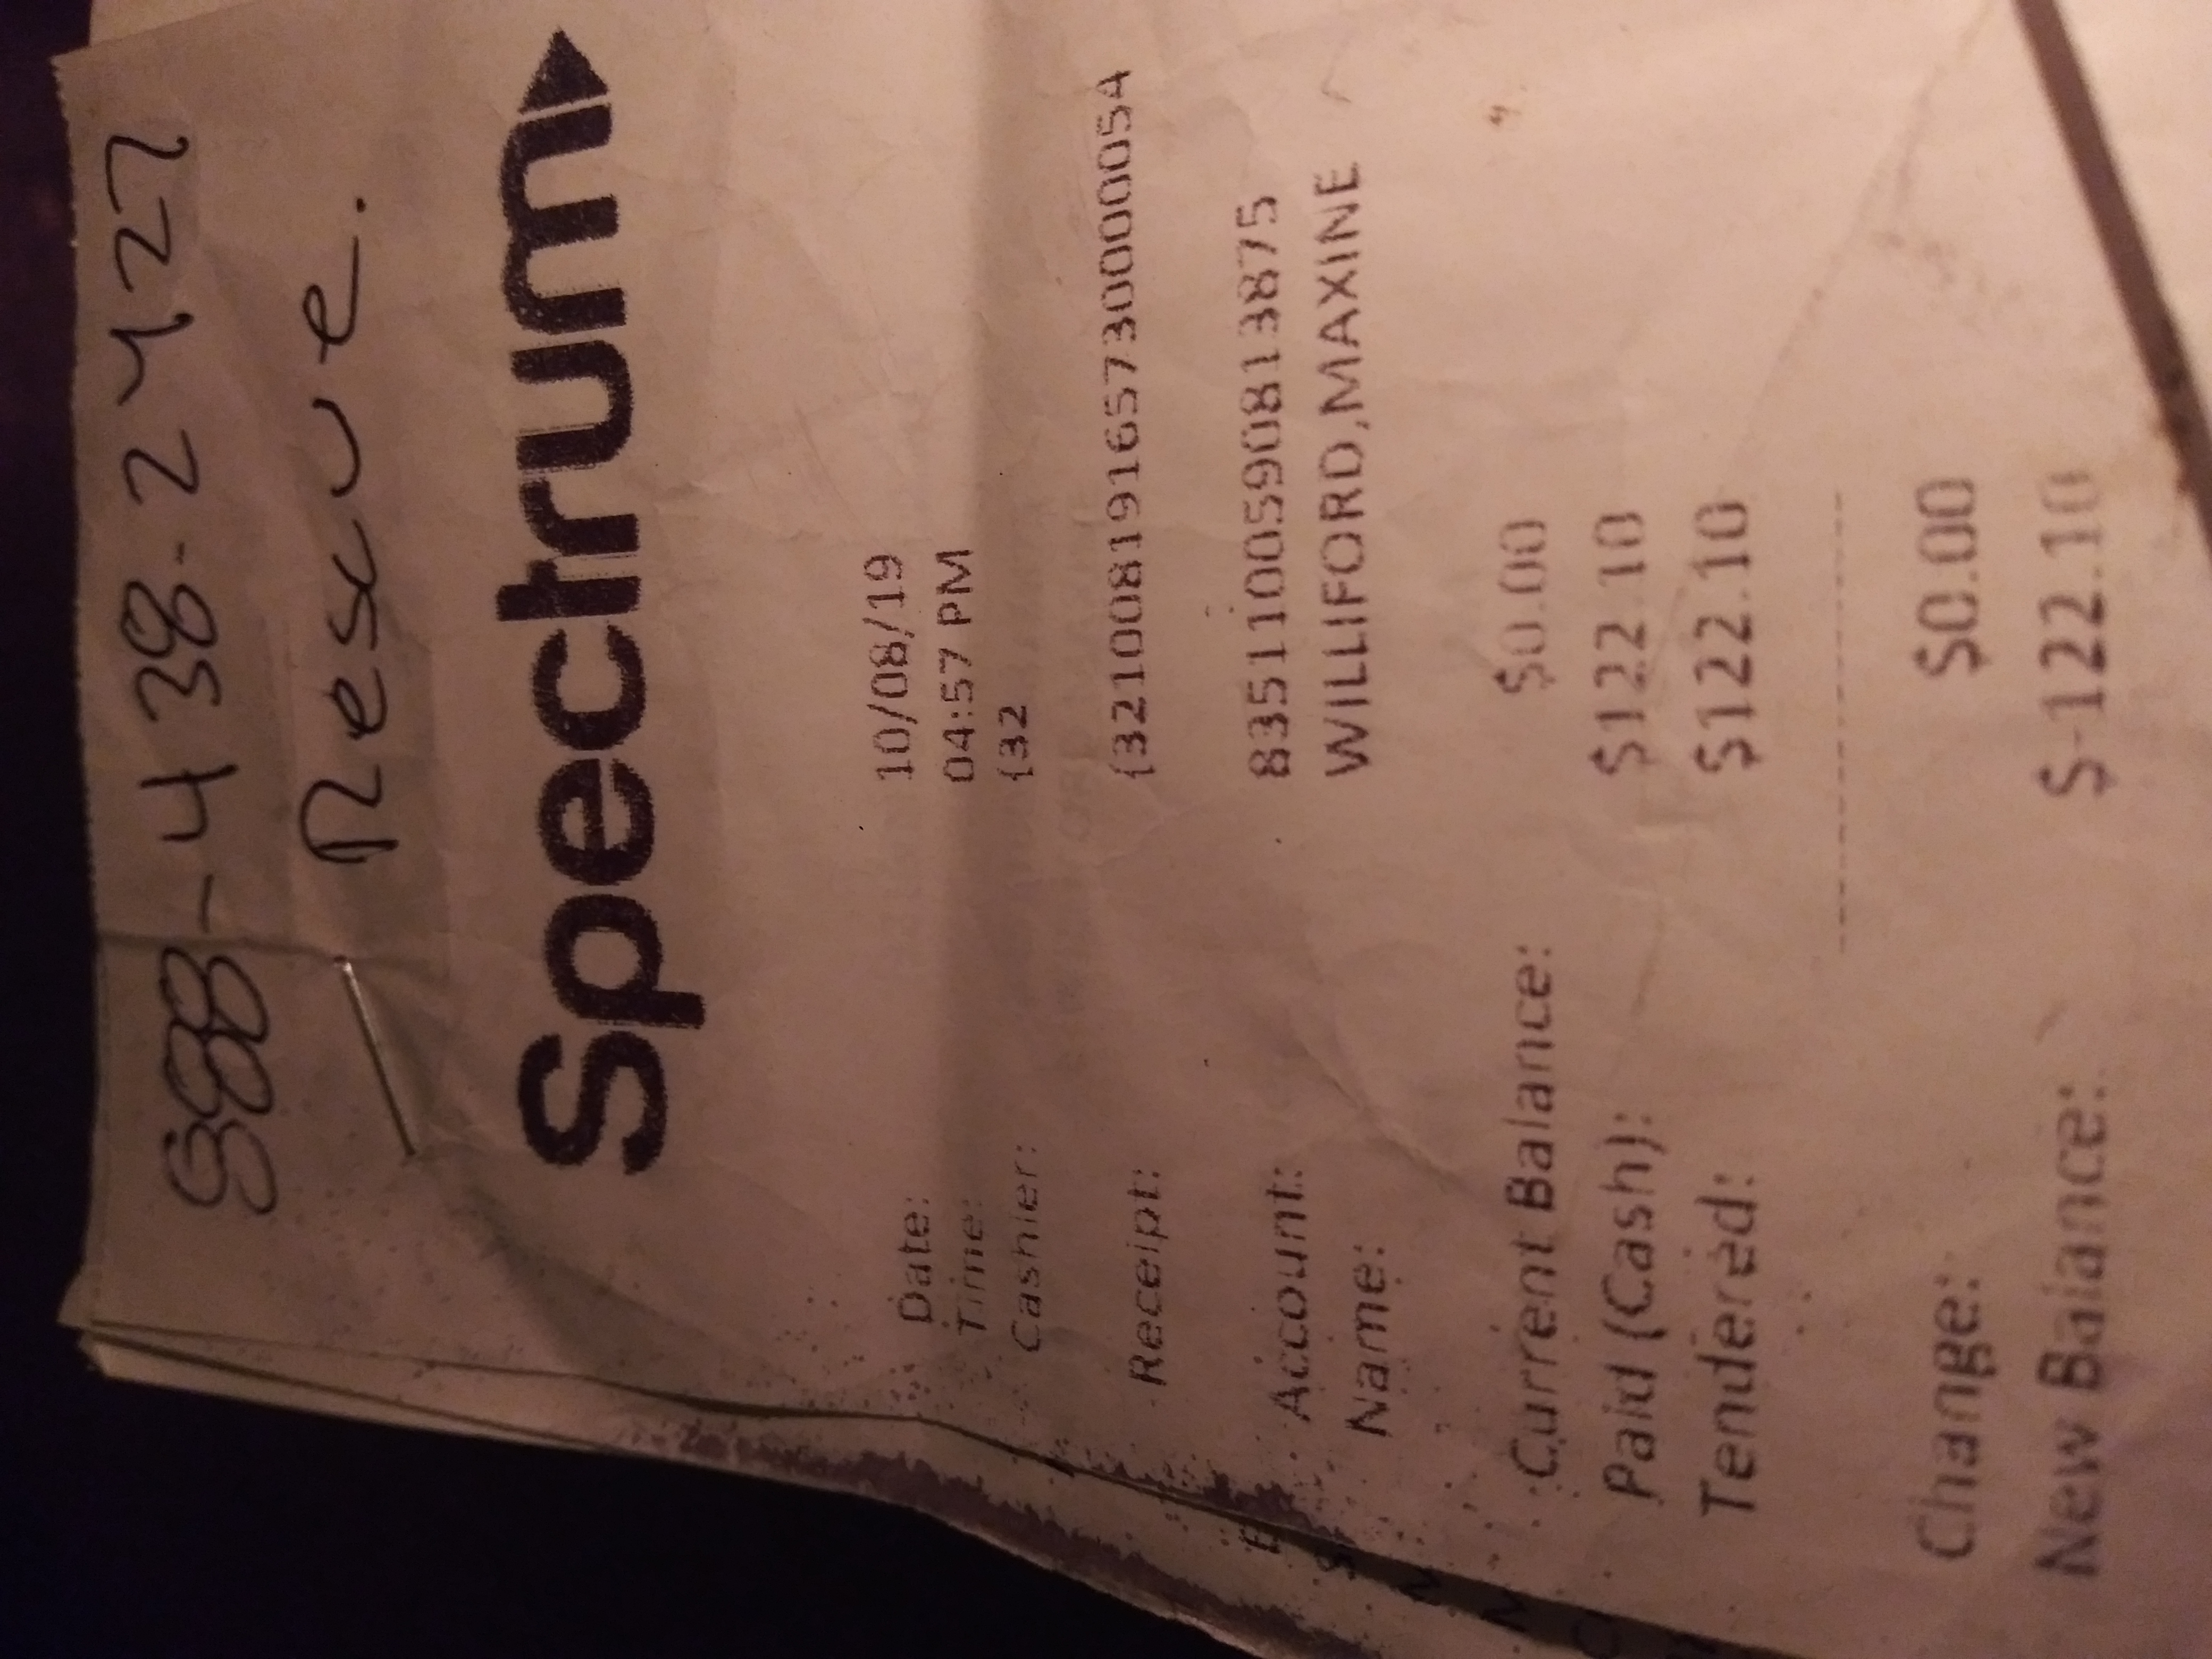 888-438-2427
Rescue.
Spectrum
Date: 10/08/19
Time: 04:57 PM
Cashier: {32
Receipt: {3210081916573000054
Account: 8351100590813875
Name: WILLIFORD,MAXINE
Current Balance: $0.00
Paid (Cash): $122.10
Tendered: $122.10
Change: $0.00
New Balance: $-122.10